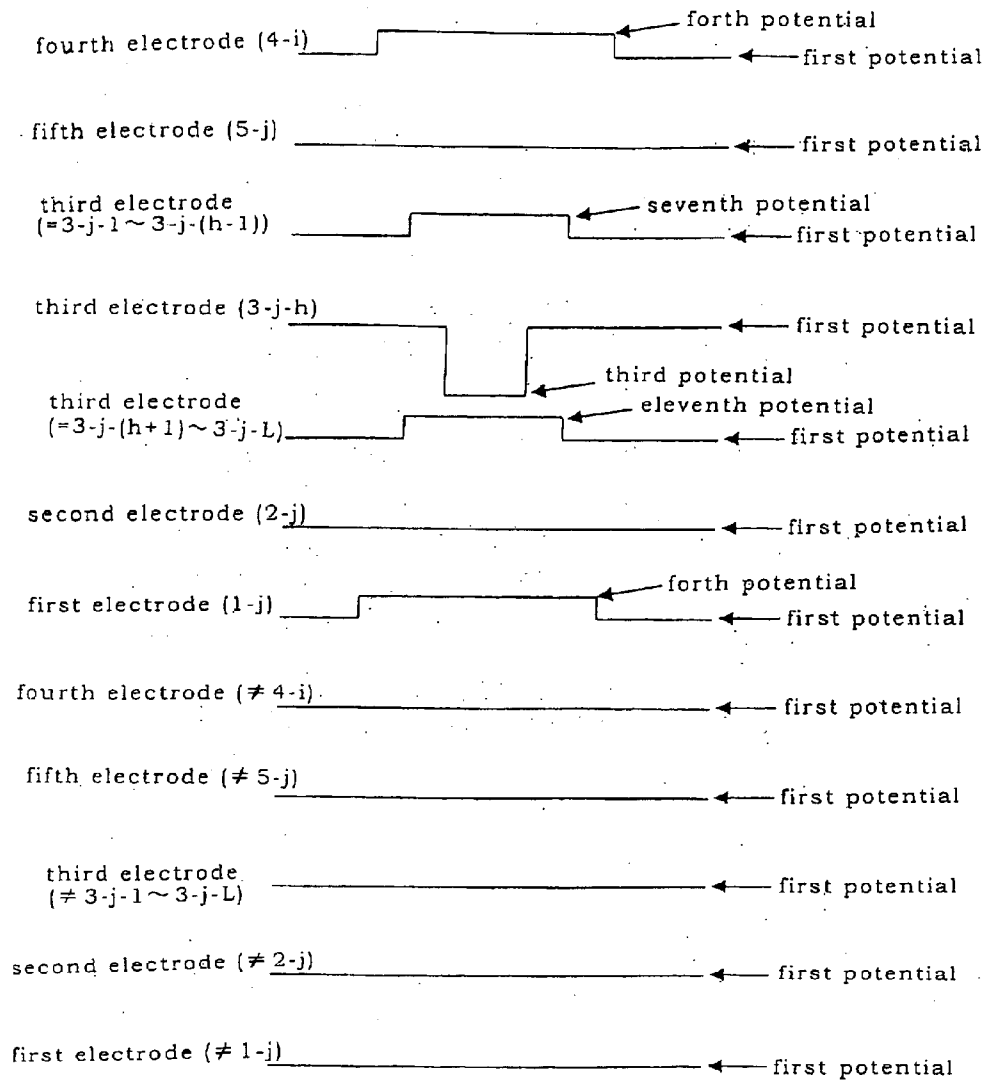 forth potential
fourth electrode (4-i)
first potential
fifth electrode (5-j)
first potential
third electrode
(=3-j-1~3-j-(h-1))
seventh potential
first potential
third electrode (3-j-h)
first potential
third potential
third electrode
(=3-j-(h+1)~3-j-L)
eleventh potential
first potential
second electrode (2-j)
first potential
forth potential
first electrode (1-j)
first potential
fourth electrode (≠ 4-i)
first potential
fifth electrode (≠ 5-j)
first potential
third electrode
(≠ 3-j-1~3-j-L)
first potential
second electrode (≠ 2-j)
first potential
first electrode (≠ 1-j)
first potential